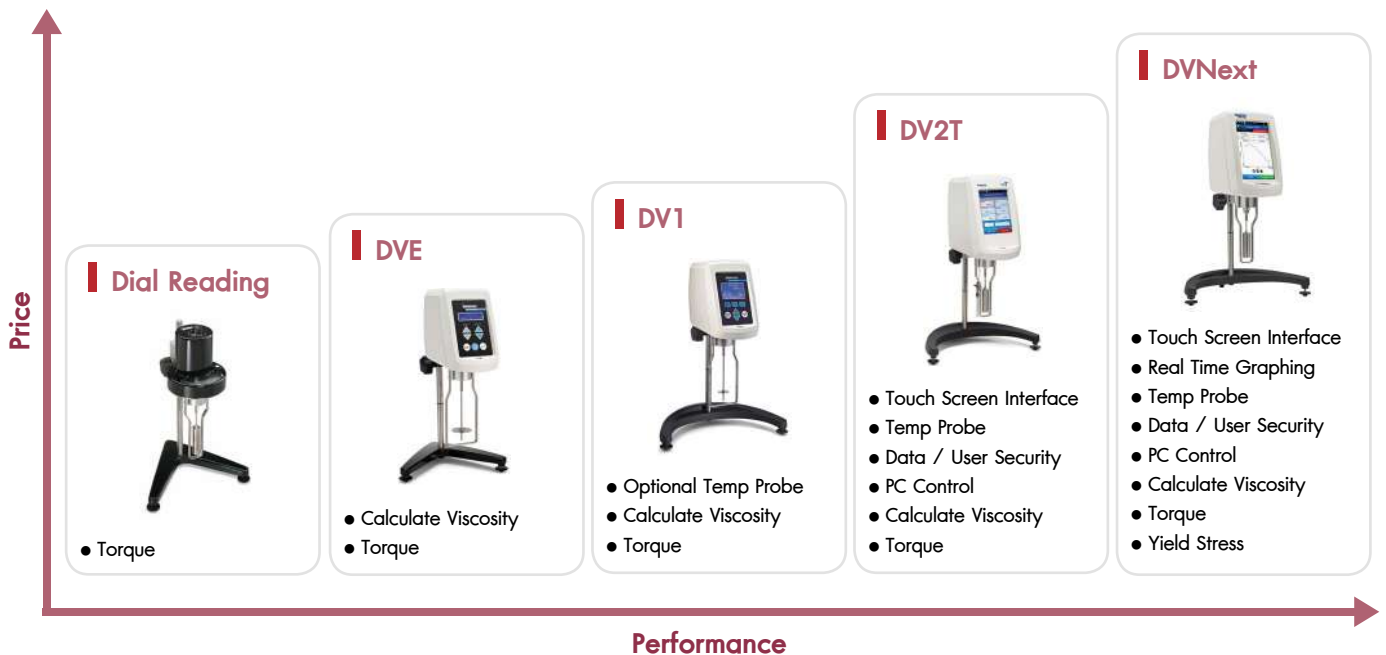 Price
Dial Reading
• Torque
DVE
• Calculate Viscosity
• Torque
DV1
• Optional Temp Probe
• Calculate Viscosity
• Torque
DV2T
• Touch Screen Interface
• Temp Probe
• Data / User Security
• PC Control
• Calculate Viscosity
• Torque
DVNext
• Touch Screen Interface
• Real Time Graphing
• Temp Probe
• Data / User Security
• PC Control
• Calculate Viscosity
• Torque
• Yield Stress
Performance